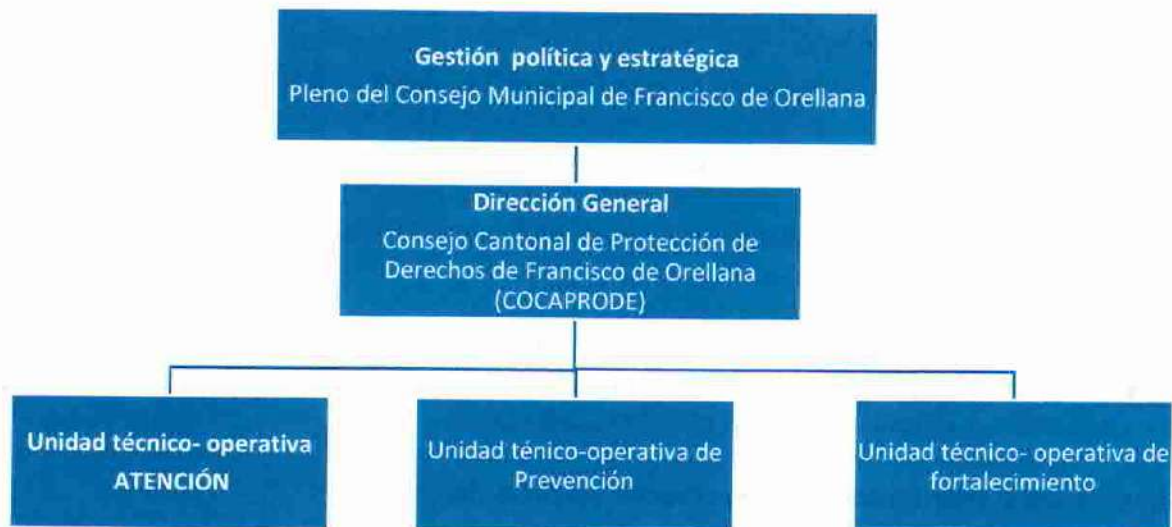 Gestión política y estratégica
Pleno del Consejo Municipal de Francisco de Orellana
Dirección General
Consejo Cantonal de Protección de
Derechos de Francisco de Orellana
(COCAPRODE)
Unidad técnico- operativa
ATENCIÓN
Unidad ténico-operativa de
Prevención
Unidad técnico- operativa de
fortalecimiento